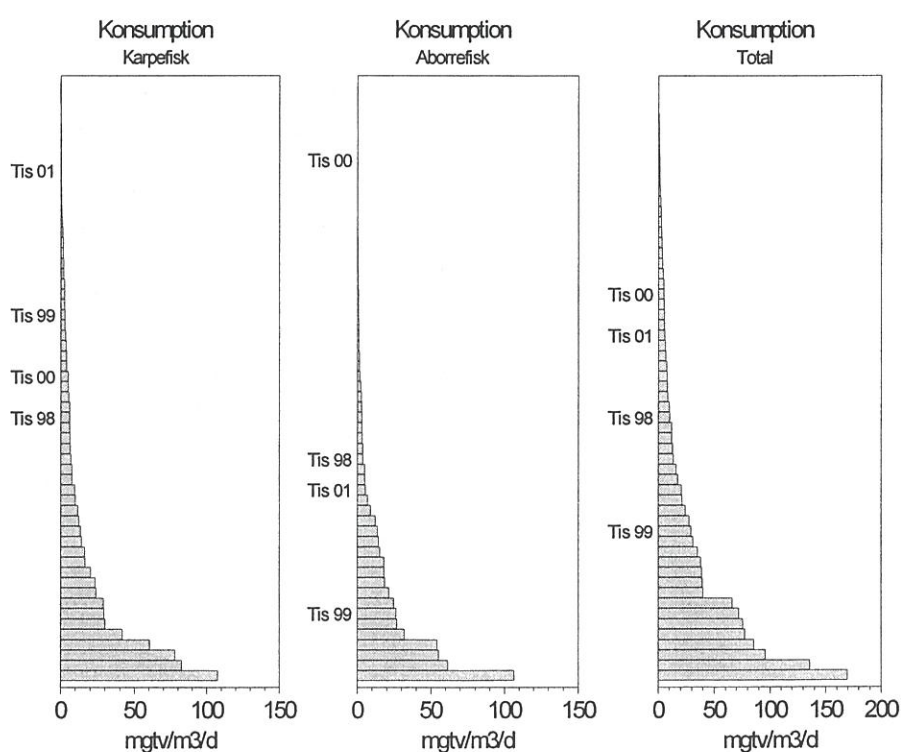 Konsumption
Karpefisk
Tis 01
Tis 99
Tis 00
Tis 98
0 50 100 150
mgtv/m3/d
Konsumption
Aborrefisk
Tis 00
Tis 98
Tis 01
Tis 99
0 50 100 150
mgtv/m3/d
Konsumption
Total
Tis 00
Tis 01
Tis 98
Tis 99
0 50 100 150 200
mgtv/m3/d